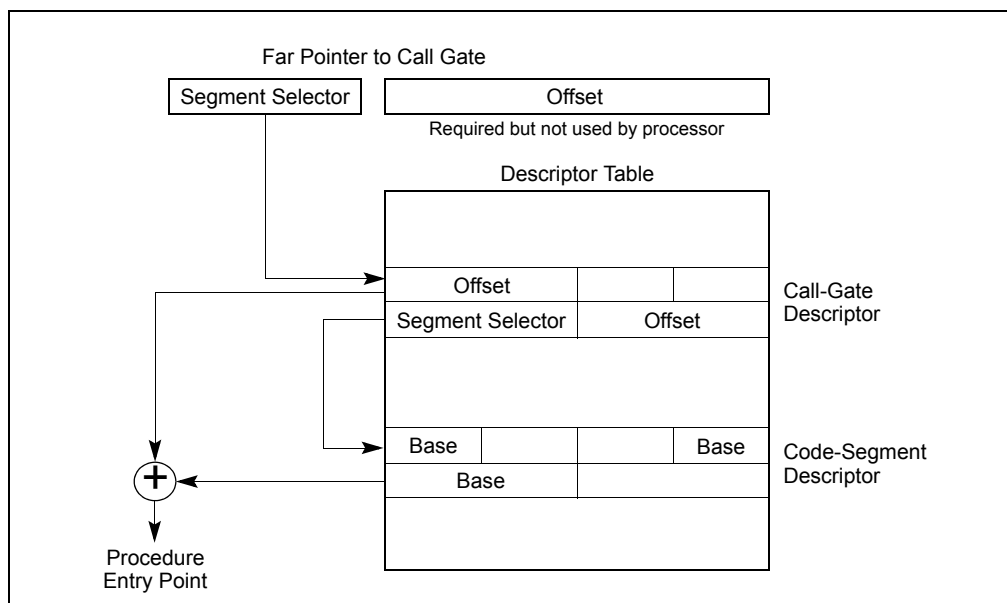 Far Pointer to Call Gate
Segment Selector
Offset
Required but not used by processor
Descriptor Table
Offset
Call-Gate
Descriptor
Segment Selector
Offset
Base
Base
Code-Segment
Descriptor
Base
+
Procedure
Entry Point